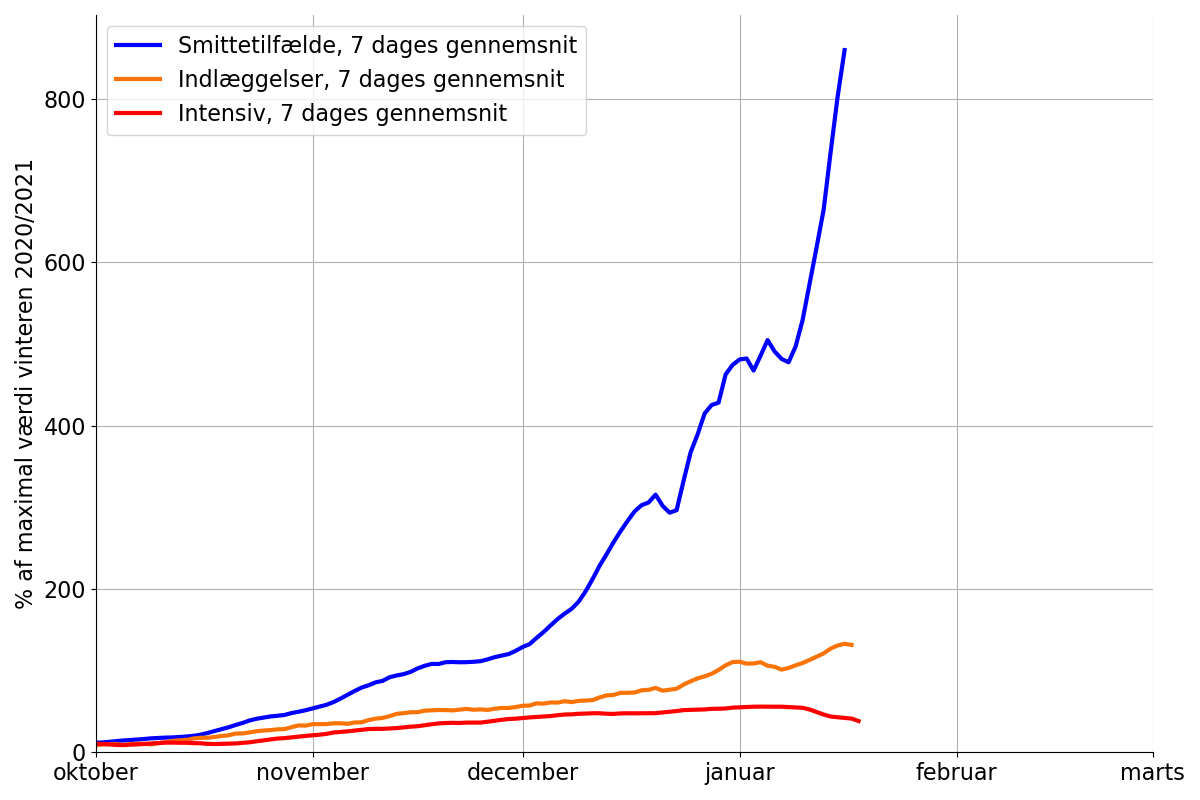 Smittetilfælde, 7 dages gennemsnit
Indlæggelser, 7 dages gennemsnit
Intensiv, 7 dages gennemsnit
% af maximal værdi vinteren 2020/2021
800
600
400
200
0
oktober november december januar februar marts